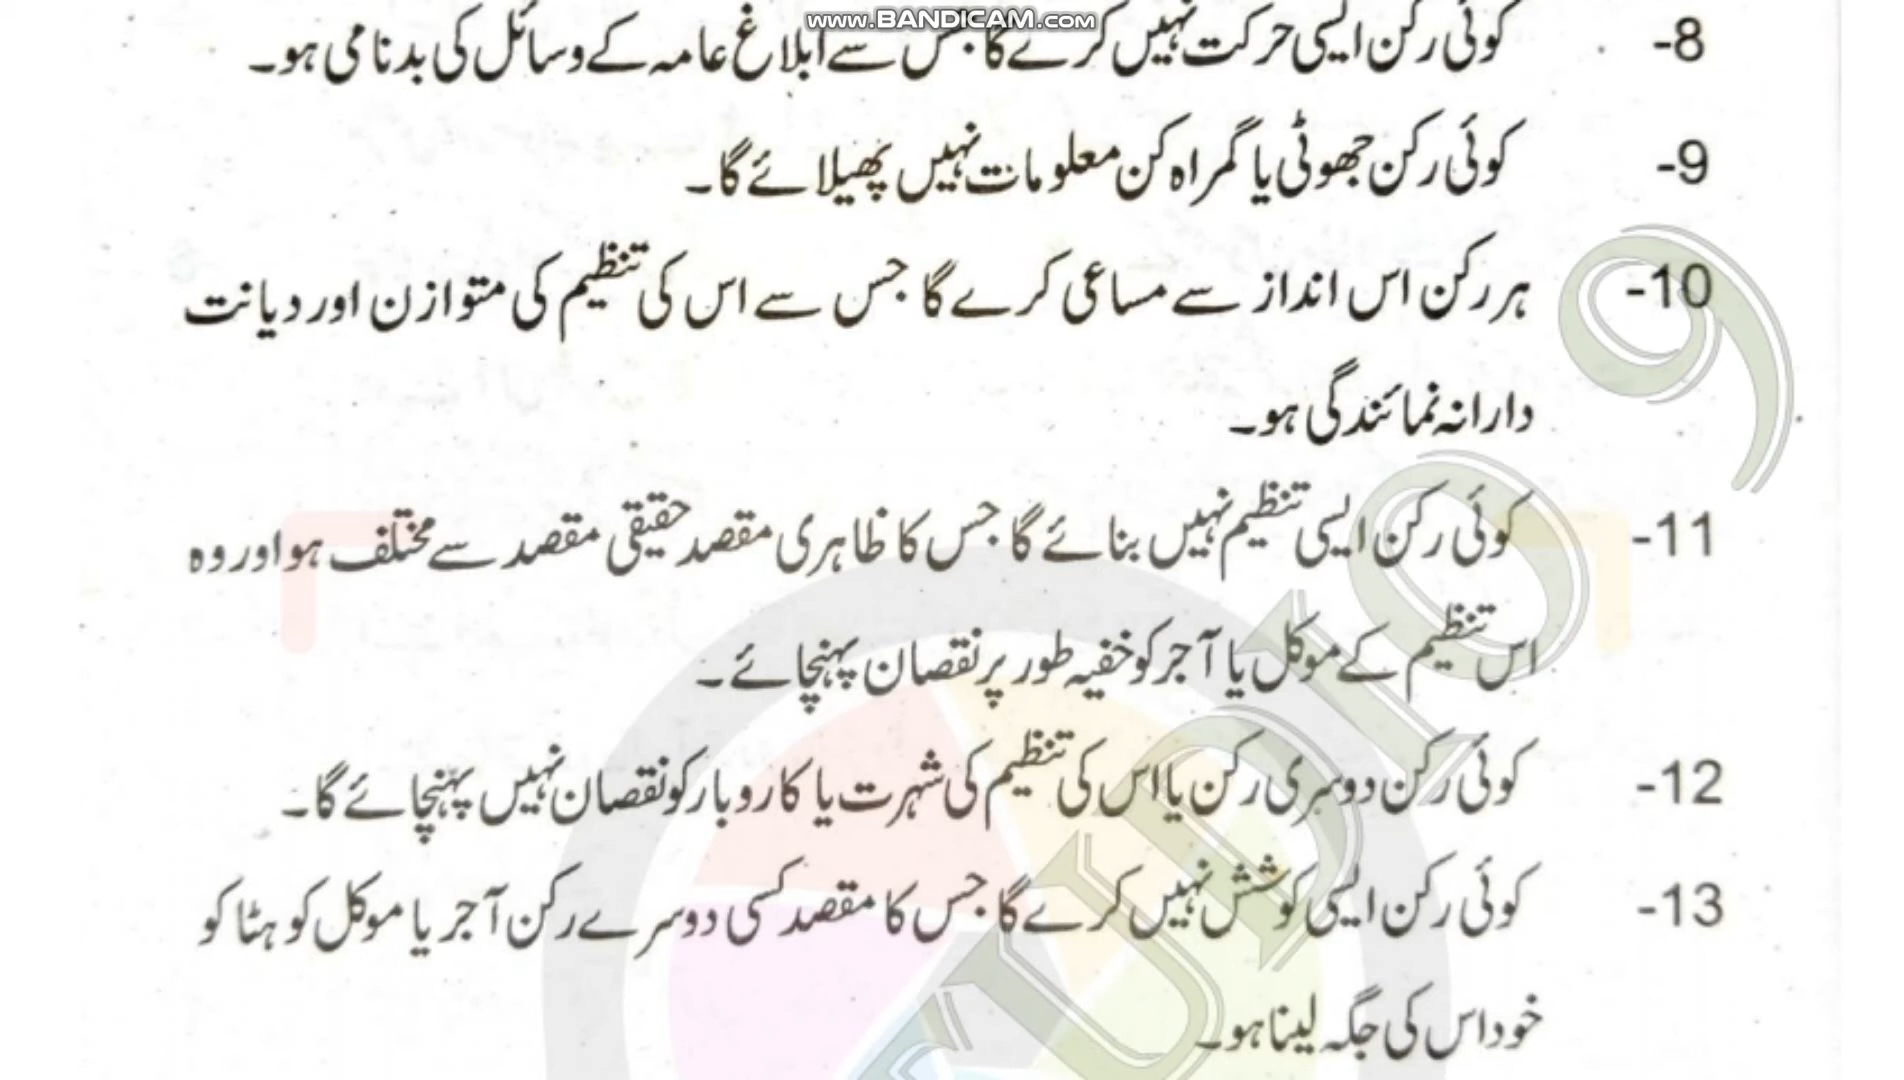 www.BANDICAM.com
8- کوئی رکن ایسی حرکت نہیں کرے گا جس سے ابلاغ عامہ کے وسائل کی بدنامی ہو۔
9- کوئی رکن جھوٹی یا گمراہ کن معلومات نہیں پھیلائے گا۔
10- ہر رکن اس انداز سے مساعی کرے گا جس سے اس کی تنظیم کی متوازن اور دیانت
دارانہ نمائندگی ہو۔
11- کوئی رکن ایسی تنظیم نہیں بنائے گا جس کا ظاہری مقصد حقیقی مقصد سے مختلف ہو اور وہ
اس تنظیم کے موکل یا آجر کو خفیہ طور پر نقصان پہنچائے۔
12- کوئی رکن دوسری رکن یا اس کی تنظیم کی شہرت یا کاروبار کو نقصان نہیں پہنچائے گا۔
13- کوئی رکن ایسی کوشش نہیں کرے گا جس کا مقصد کسی دوسرے رکن آجر یا موکل کو ہٹا کو
خود اس کی جگہ لینا ہو۔
UDIO 9